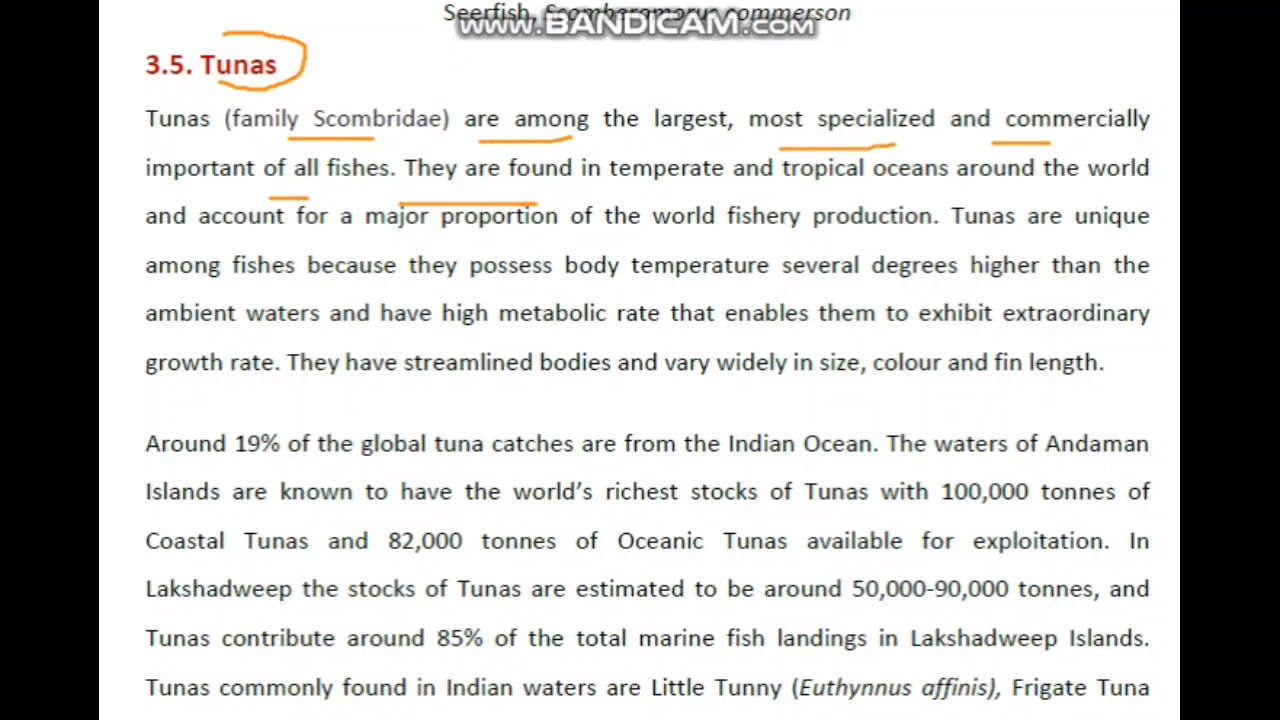 Seerfish, Scomberomorus commerson
www.BANDICAM.com
3.5. Tunas
Tunas (family Scombridae) are among the largest, most specialized and commercially
important of all fishes. They are found in temperate and tropical oceans around the world
and account for a major proportion of the world fishery production. Tunas are unique
among fishes because they possess body temperature several degrees higher than the
ambient waters and have high metabolic rate that enables them to exhibit extraordinary
growth rate. They have streamlined bodies and vary widely in size, colour and fin length.
Around 19% of the global tuna catches are from the Indian Ocean. The waters of Andaman
Islands are known to have the world’s richest stocks of Tunas with 100,000 tonnes of
Coastal Tunas and 82,000 tonnes of Oceanic Tunas available for exploitation. In
Lakshadweep the stocks of Tunas are estimated to be around 50,000-90,000 tonnes, and
Tunas contribute around 85% of the total marine fish landings in Lakshadweep Islands.
Tunas commonly found in Indian waters are Little Tunny (Euthynnus affinis), Frigate Tuna